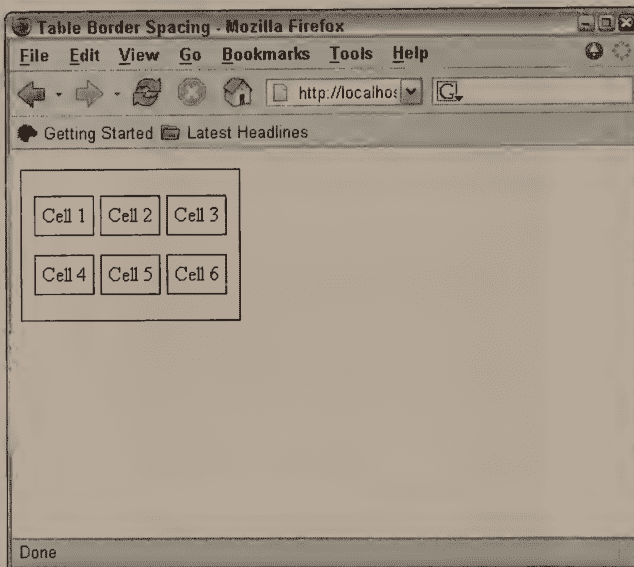 Table Border Spacing - Mozilla Firefox
File Edit View Go Bookmarks Tools Help
http://localhos G
Getting Started Latest Headlines
Cell 1 Cell 2 Cell 3
Cell 4 Cell 5 Cell 6
Done